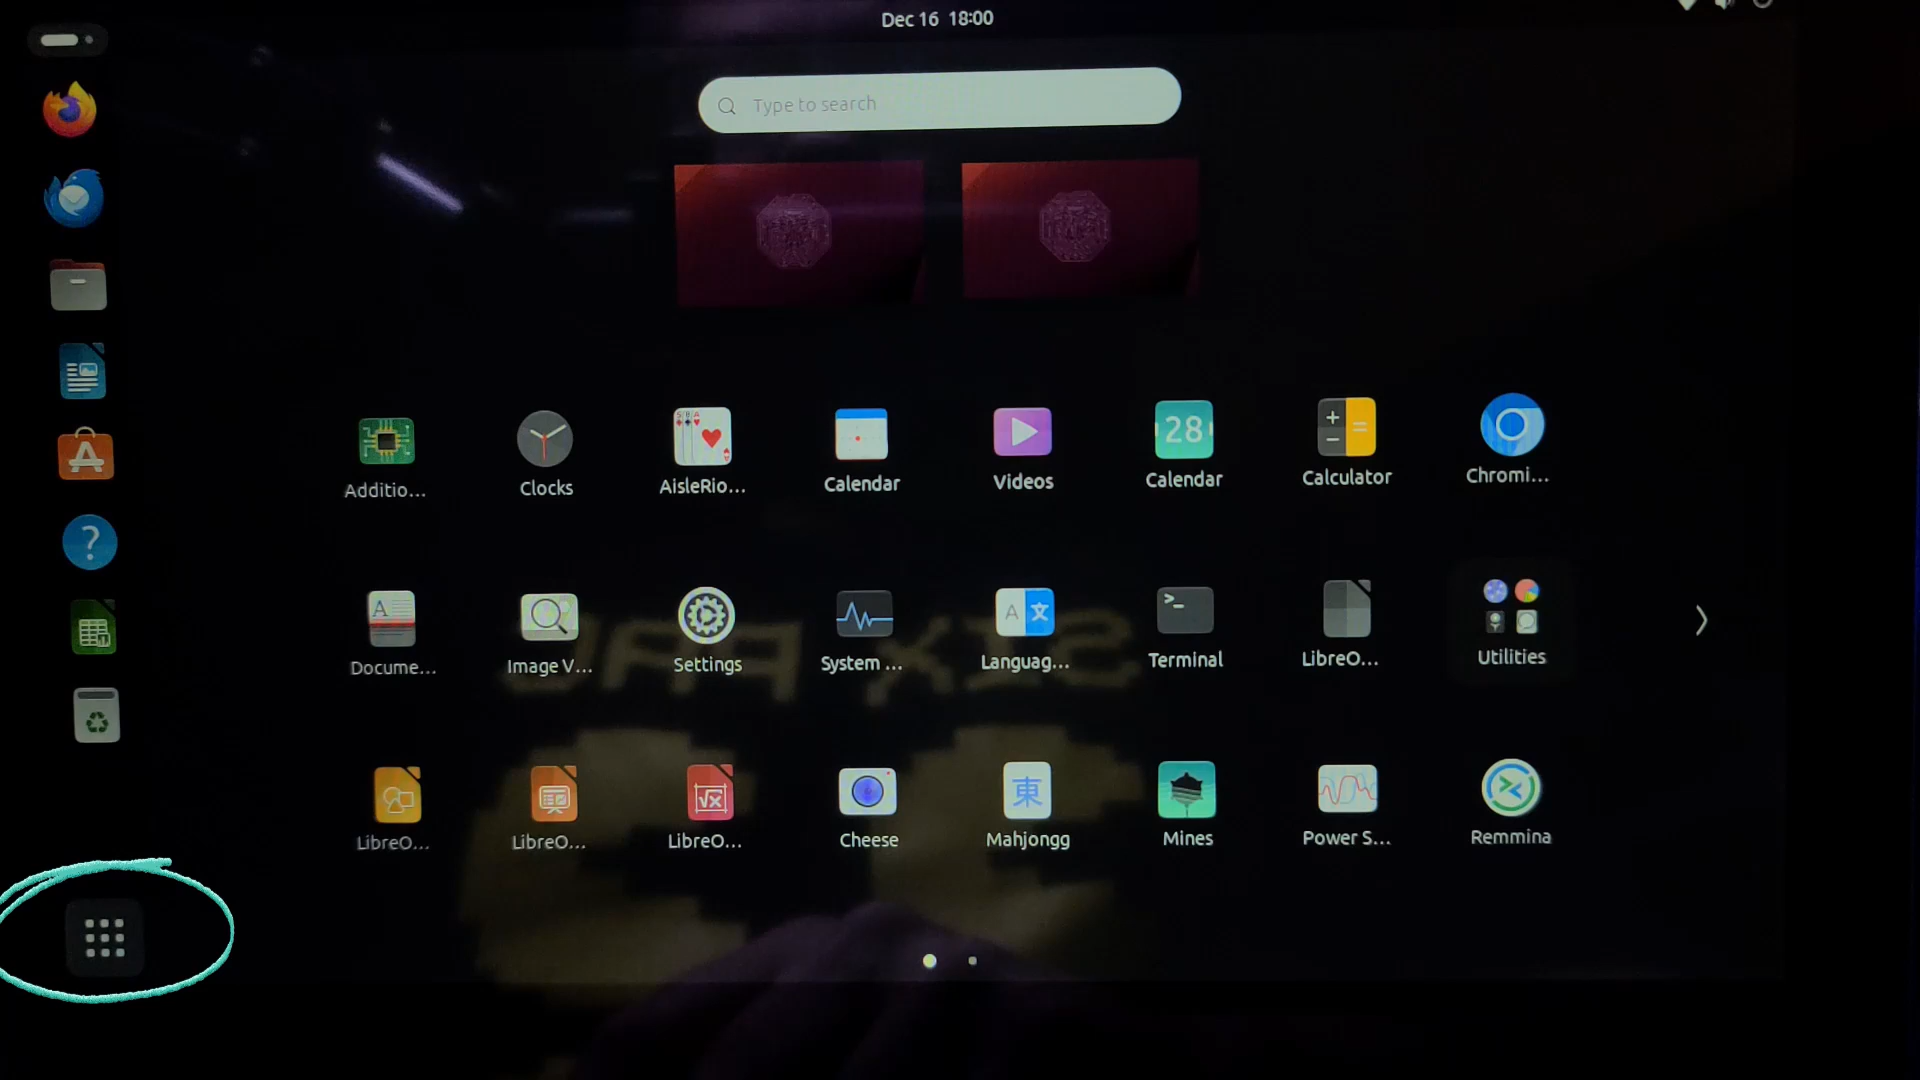 Dec 16 18:00
Type to search
Additio...
Clocks
AisleRio...
Calendar
Videos
28
Calendar
Calculator
Chromi...
Docume...
Image V...
Settings
System ...
Languag...
Terminal
LibreO...
Utilities
LibreO...
LibreO...
LibreO...
Cheese
東
Mahjongg
Mines
Power S...
Remmina